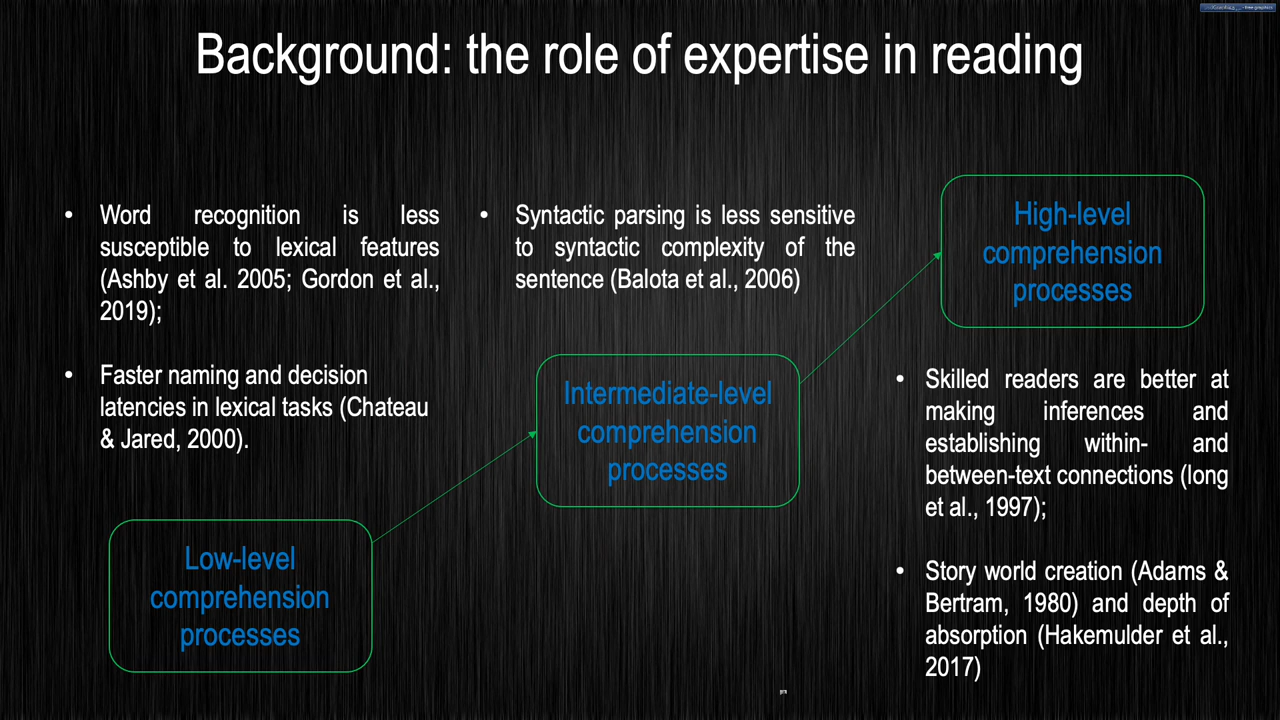 Background: the role of expertise in reading
• Word recognition is less
susceptible to lexical features
(Ashby et al. 2005; Gordon et al.,
2019);
• Faster naming and decision
latencies in lexical tasks (Chateau
& Jared, 2000).
Low-level
comprehension
processes
• Syntactic parsing is less sensitive
to syntactic complexity of the
sentence (Balota et al., 2006)
Intermediate-level
comprehension
processes
High-level
comprehension
processes
• Skilled readers are better at
making inferences and
establishing within- and
between-text connections (long
et al., 1997);
• Story world creation (Adams &
Bertram, 1980) and depth of
absorption (Hakemulder et al.,
2017)